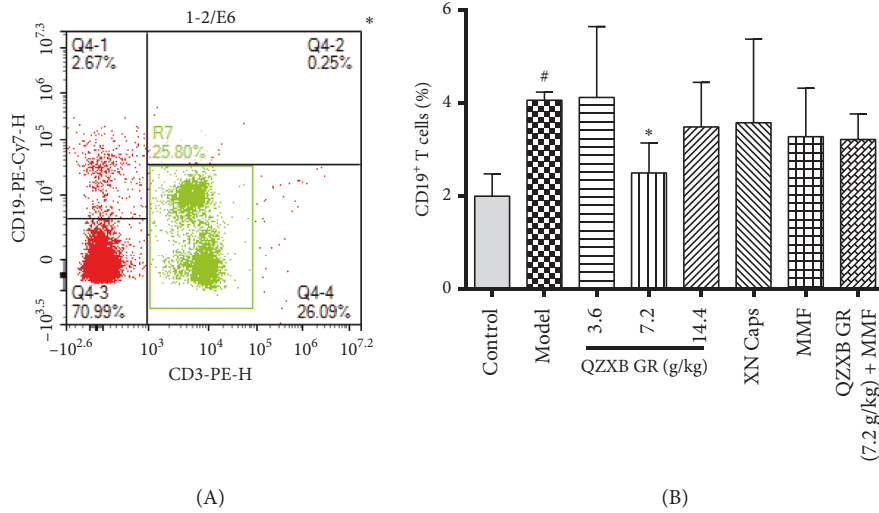 1-2/E6
*
Q4-1
2.67%
Q4-2
0.25%
R7
25.80%
Q4-3
70.99%
Q4-4
26.09%
10^7.3
10^6
10^5
10^4
0
−10^3.5
CD19-PE-Cy7-H
−10^2.6 10^3 10^4 10^5 10^6 10^7.2
CD3-PE-H
(A)
CD19+ T cells (%)
6
4
2
0
#
*
Control
Model
3.6
7.2
14.4
QZXB GR (g/kg)
XN Caps
MMF
QZXB GR
(7.2 g/kg) + MMF
(B)